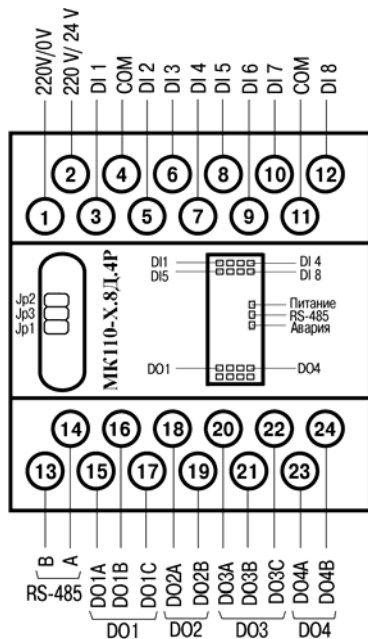 220V/0V
220 V/ 24 V
DI 1
COM
DI 2
DI 3
DI 4
DI 5
DI 6
DI 7
COM
DI 8
2
4
6
8
10
12
1
3
5
7
9
11
Jp2
Jp3
Jp1
МК110-Х.8Д.4Р
DI1
DI5
DI 4
DI 8
Питание
RS-485
Авария
DO1
DO4
14
16
18
20
22
24
13
15
17
19
21
23
B
A
DO1A
DO1B
DO1C
DO2A
DO2B
DO3A
DO3B
DO3C
DO4A
DO4B
RS-485
DO1
DO2
DO3
DO4